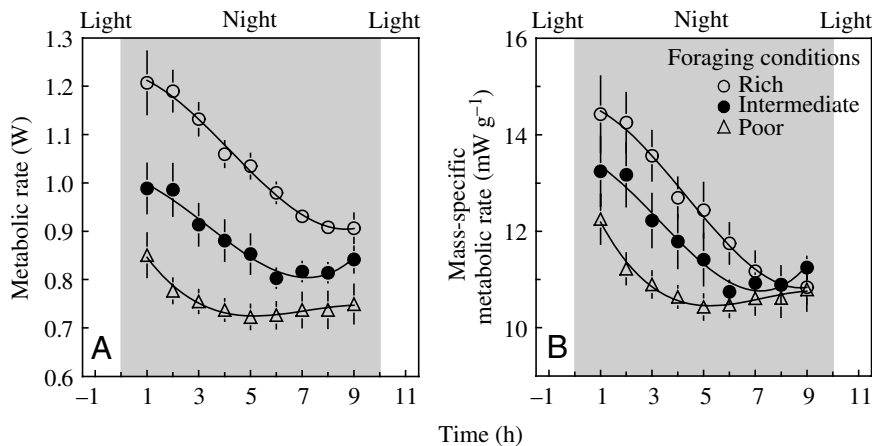 Light Night Light
1.3
1.2
1.1
1.0
0.9
0.8
0.7
0.6
Metabolic rate (W)
A
–1 1 3 5 7 9 11
Light Night Light
16
14
12
10
Mass-specific
metabolic rate (mW g–1)
Foraging conditions
Rich
Intermediate
Poor
B
–1 1 3 5 7 9 11
Time (h)